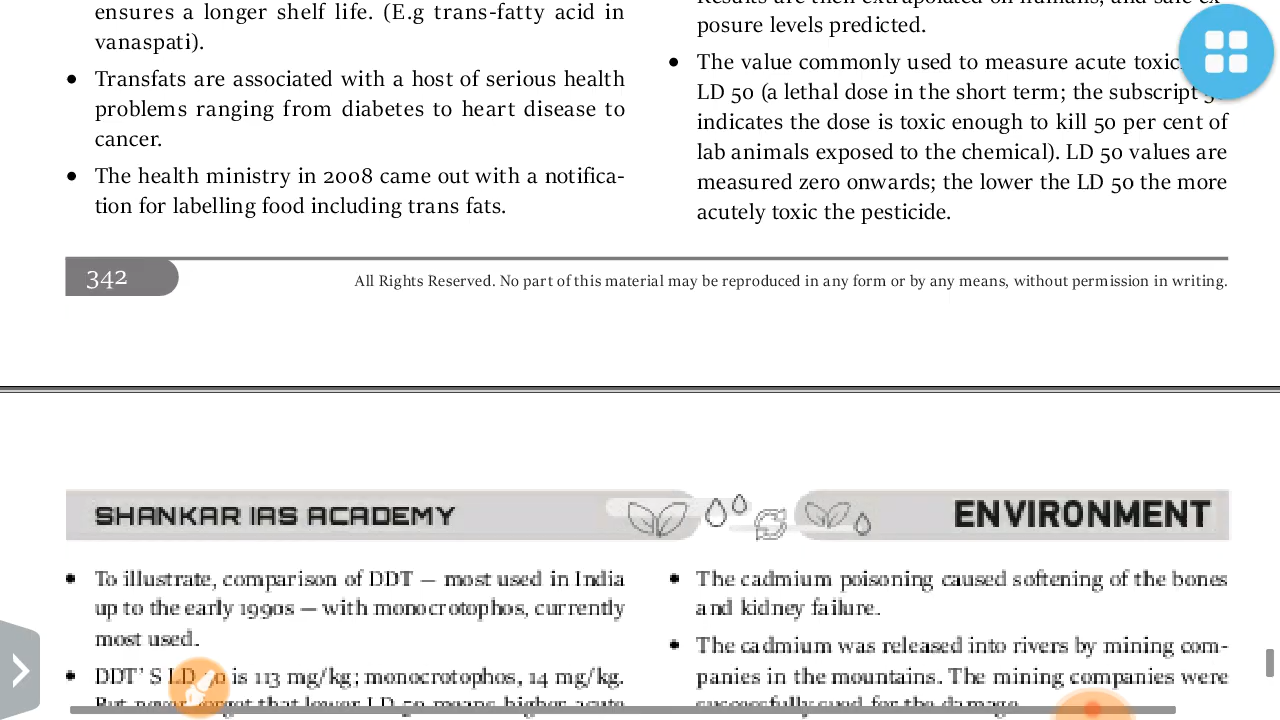 ensures a longer shelf life. (E.g trans-fatty acid in
vanaspati).
• Transfats are associated with a host of serious health
problems ranging from diabetes to heart disease to
cancer.
• The health ministry in 2008 came out with a notifica-
tion for labelling food including trans fats.
posure levels predicted.
• The value commonly used to measure acute
LD 50 (a lethal dose in the short term; the subscript
indicates the dose is toxic enough to kill 50 per cent of
lab animals exposed to the chemical). LD 50 values are
measured zero onwards; the lower the LD 50 the more
acutely toxic the pesticide.
342
All Rights Reserved. No part of this material may be reproduced in any form or by any means, without permission in writing.
SHANKAR IAS ACADEMY
ENVIRONMENT
• To illustrate, comparison of DDT — most used in India
up to the early 1990s — with monocrotophos, currently
most used.
• DDT' S LD is 113 mg/kg; monocrotophos, 14 mg/kg.
• The cadmium poisoning caused softening of the bones
and kidney failure.
• The cadmium was released into rivers by mining com-
panies in the mountains. The mining companies were